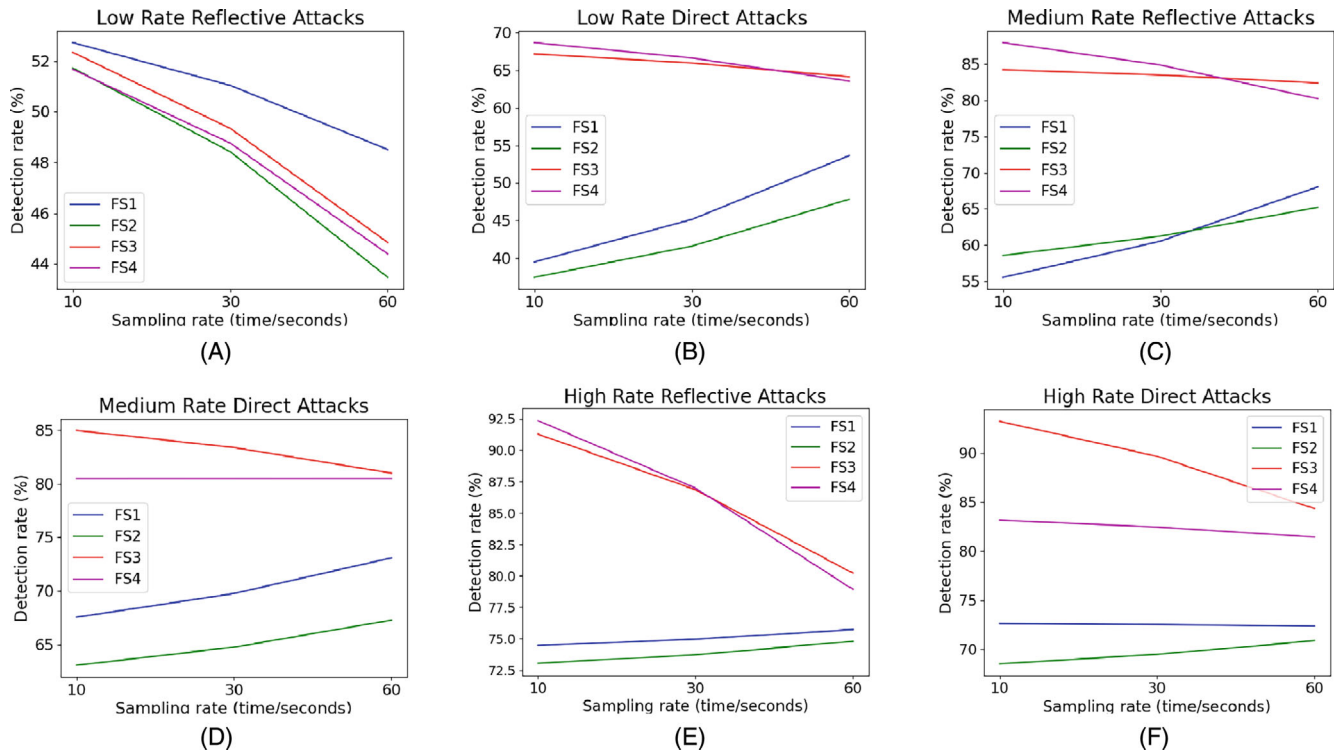 Low Rate Reflective Attacks
Detection rate (%)
52
50
48
46
44
FS1
FS2
FS3
FS4
10 30 60
Sampling rate (time/seconds)
(A)
Low Rate Direct Attacks
Detection rate (%)
70
65
60
55
50
45
40
FS1
FS2
FS3
FS4
10 30 60
Sampling rate (time/seconds)
(B)
Medium Rate Reflective Attacks
Detection rate (%)
85
80
75
70
65
60
55
FS1
FS2
FS3
FS4
10 30 60
Sampling rate (time/seconds)
(C)
Medium Rate Direct Attacks
Detection rate (%)
85
80
75
70
65
FS1
FS2
FS3
FS4
10 30 60
Sampling rate (time/seconds)
(D)
High Rate Reflective Attacks
Detection rate (%)
92.5
90.0
87.5
85.0
82.5
80.0
77.5
75.0
72.5
FS1
FS2
FS3
FS4
10 30 60
Sampling rate (time/seconds)
(E)
High Rate Direct Attacks
Detection rate (%)
90
85
80
75
70
FS1
FS2
FS3
FS4
10 30 60
Sampling rate (time/seconds)
(F)